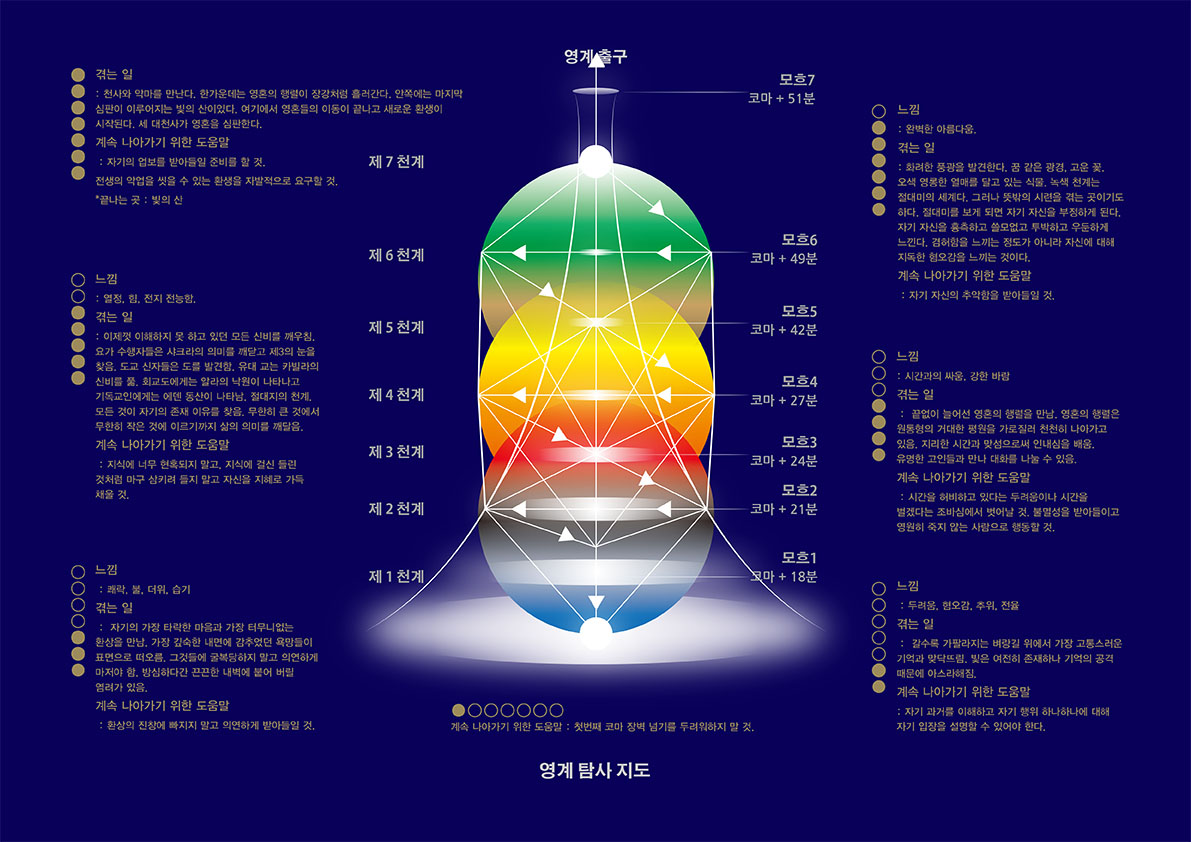 영계 출구
모흐7
코마 + 51분
제 7 천계
모흐6
코마 + 49분
제 6 천계
모흐5
코마 + 42분
제 5 천계
모흐4
코마 + 27분
제 4 천계
모흐3
코마 + 24분
제 3 천계
모흐2
코마 + 21분
제 2 천계
모흐1
코마 + 18분
제 1 천계
겪는 일
: 천사와 악마를 만난다. 한가운데는 영혼의 행렬이 장강처럼 흘러간다. 안쪽에는 마지막
심판이 이루어지는 빛의 산이있다. 여기에서 영혼들의 이동이 끝나고 새로운 환생이
시작된다. 세 대천사가 영혼을 심판한다.
계속 나아가기 위한 도움말
: 자기의 업보를 받아들일 준비를 할 것.
전생의 악업을 씻을 수 있는 환생을 자발적으로 요구할 것.
*끝나는 곳 : 빛의 산
느낌
: 열정, 힘, 전지 전능함.
겪는 일
: 이제껏 이해하지 못 하고 있던 모든 신비를 깨우침.
요가 수행자들은 샤크라의 의미를 깨닫고 제3의 눈을
찾음. 도교 신자들은 도를 발견함. 유대 교는 카발라의
신비를 풂. 회교도에게는 알라의 낙원이 나타나고
기독교인에게는 에덴 동산이 나타남. 절대지의 천계.
모든 것이 자기의 존재 이유를 찾음. 무한히 큰 것에서
무한히 작은 것에 이르기까지 삶의 의미를 깨달음.
계속 나아가기 위한 도움말
: 지식에 너무 현혹되지 말고, 지식에 걸신 들린
것처럼 마구 삼키려 들지 말고 자신을 지혜로 가득
채울 것.
느낌
: 쾌락, 불, 더위, 습기
겪는 일
: 자기의 가장 타락한 마음과 가장 터무니없는
환상을 만남. 가장 깊숙한 내면에 감추었던 욕망들이
표면으로 떠오름. 그것들에 굴복당하지 말고 의연하게
마저야 함. 방심하다간 끈끈한 내벽에 붙어 버릴
염려가 있음.
계속 나아가기 위한 도움말
: 환상의 진창에 빠지지 말고 의연하게 받아들일 것.
느낌
: 완벽한 아름다움.
겪는 일
: 화려한 풍광을 발견한다. 꿈 같은 광경, 고운 꽃,
오색 영롱한 열매를 달고 있는 식물. 녹색 천계는
절대미의 세계다. 그러나 뜻밖의 시련을 겪는 곳이기도
하다. 절대미를 보게 되면 자기 자신을 부정하게 된다.
자기 자신을 흉측하고 쓸모없고 투박하고 우둔하게
느낀다. 겸허함을 느끼는 정도가 아니라 자신에 대해
지독한 혐오감을 느끼는 것이다.
계속 나아가기 위한 도움말
: 자기 자신의 추악함을 받아들일 것.
느낌
: 시간과의 싸움, 강한 바람
겪는 일
: 끝없이 늘어선 영혼의 행렬을 만남. 영혼의 행렬은
원통형의 거대한 평원을 가로질러 천천히 나아가고
있음. 지리한 시간과 맞섬으로써 인내심을 배움.
유명한 고인들과 만나 대화를 나눌 수 있음.
계속 나아가기 위한 도움말
: 시간을 허비하고 있다는 두려움이나 시간을
벌겠다는 조바심에서 벗어날 것. 불멸성을 받아들이고
영원히 죽지 않는 사람으로 행동할 것.
느낌
: 두려움, 혐오감, 추위, 전율
겪는 일
: 갈수록 가팔라지는 벼랑길 위에서 가장 고통스러운
기억과 맞닥뜨림. 빛은 여전히 존재하나 기억의 공격
때문에 아스라해짐.
계속 나아가기 위한 도움말
: 자기 과거를 이해하고 자기 행위 하나하나에 대해
자기 입장을 설명할 수 있어야 한다.
계속 나아가기 위한 도움말 : 첫번째 코마 장벽 넘기를 두려워하지 말 것.
영계 탐사 지도